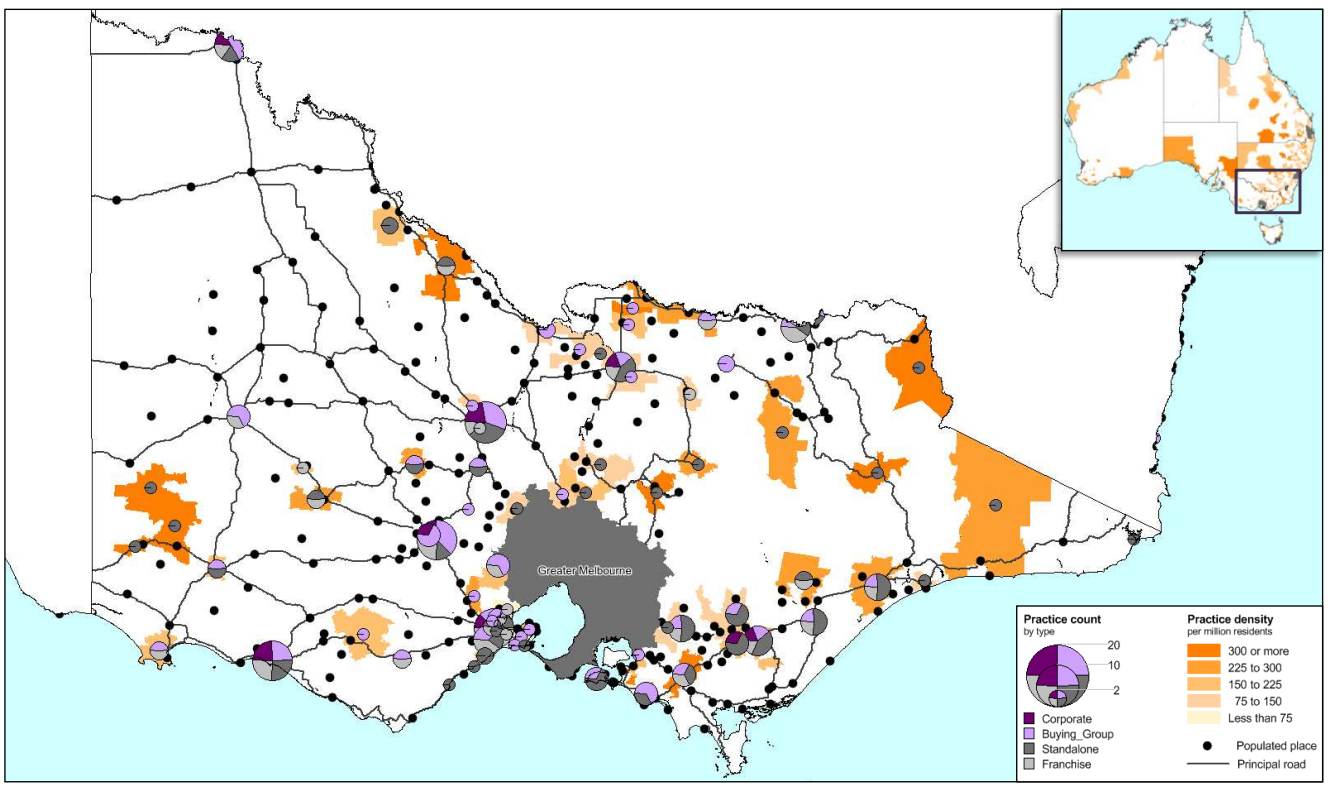 Greater Melbourne
Practice count
by type
20
10
2
Corporate
Buying_Group
Standalone
Franchise
Practice density
per million residents
300 or more
225 to 300
150 to 225
75 to 150
Less than 75
Populated place
Principal road